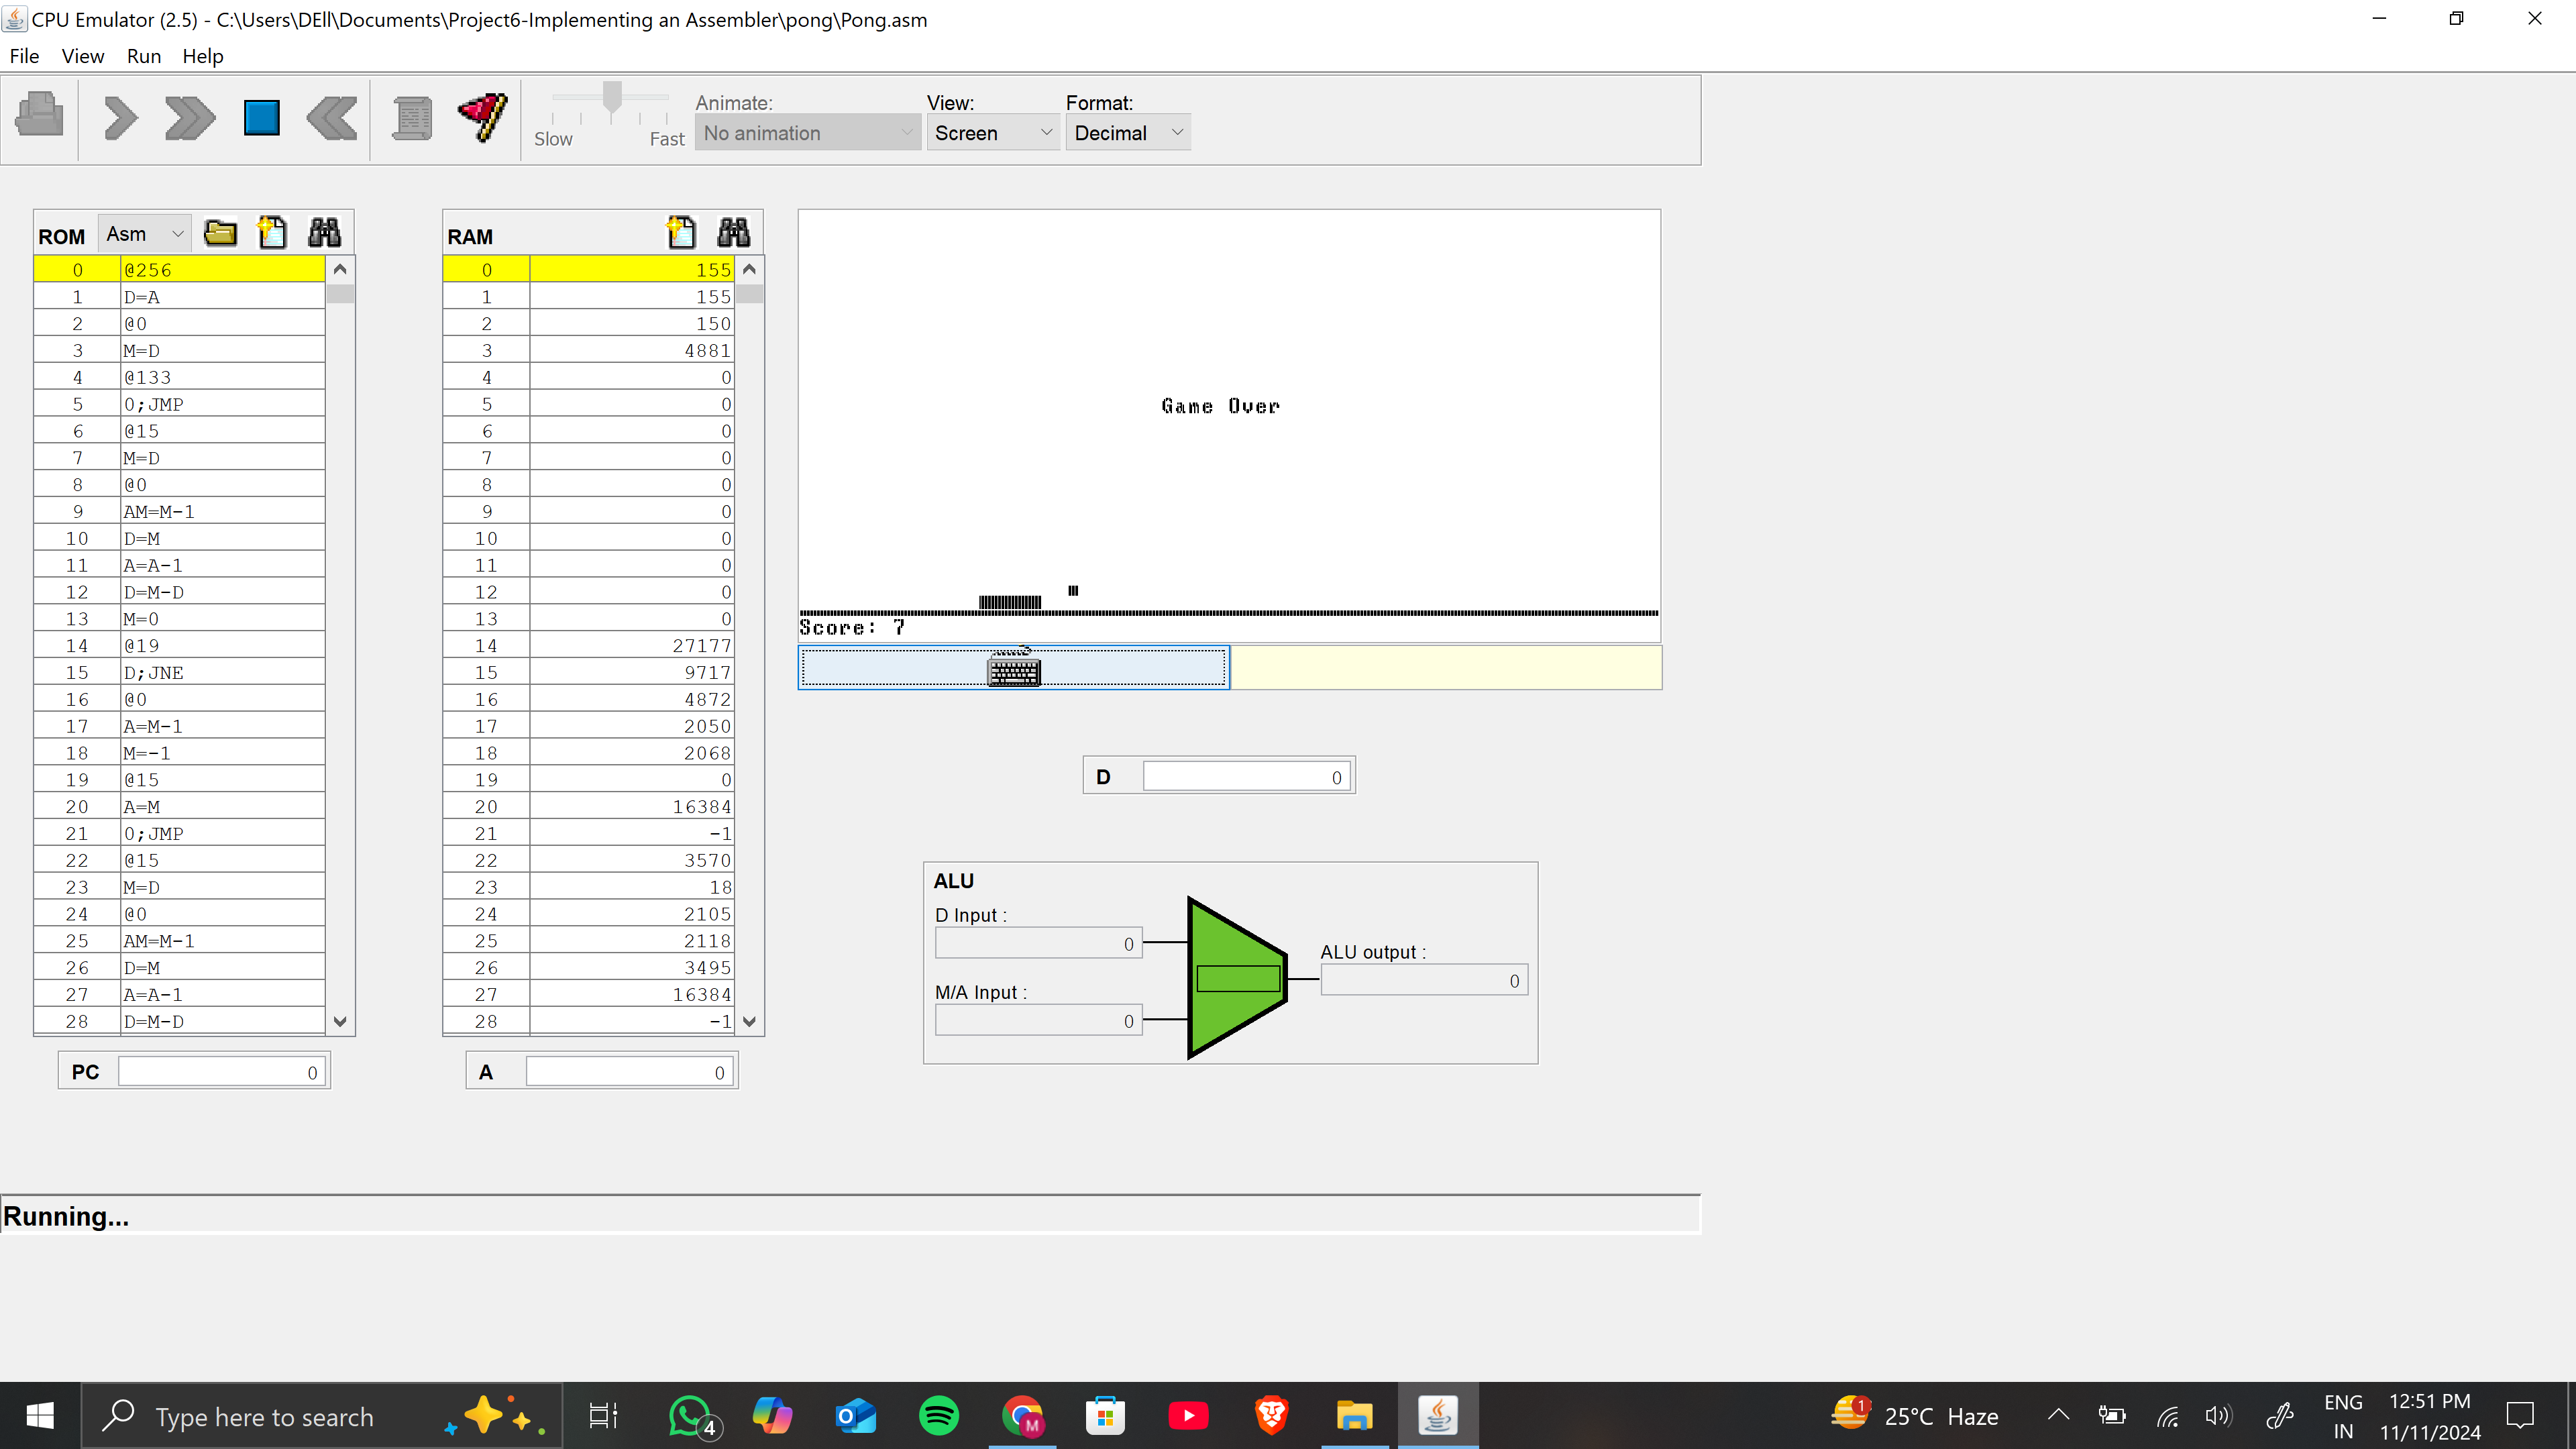 CPU Emulator (2.5) - C:\Users\DEll\Documents\Project6-Implementing an Assembler\pong\Pong.asm
File View Run Help
Slow Fast
Animate: View: Format:
No animation Screen Decimal
ROM Asm
0 @256
1 D=A
2 @0
3 M=D
4 @133
5 0;JMP
6 @15
7 M=D
8 @0
9 AM=M-1
10 D=M
11 A=A-1
12 D=M-D
13 M=0
14 @19
15 D;JNE
16 @0
17 A=M-1
18 M=-1
19 @15
20 A=M
21 0;JMP
22 @15
23 M=D
24 @0
25 AM=M-1
26 D=M
27 A=A-1
28 D=M-D
PC 0
RAM
0 155
1 155
2 150
3 4881
4 0
5 0
6 0
7 0
8 0
9 0
10 0
11 0
12 0
13 0
14 27177
15 9717
16 4872
17 2050
18 2068
19 0
20 16384
21 -1
22 3570
23 18
24 2105
25 2118
26 3495
27 16384
28 -1
A 0
Game Over
Score: 7
D 0
ALU
D Input :
0
M/A Input :
0
ALU output :
0
Running...
Type here to search
4
M
1
25°C Haze
ENG
IN
12:51 PM
11/11/2024